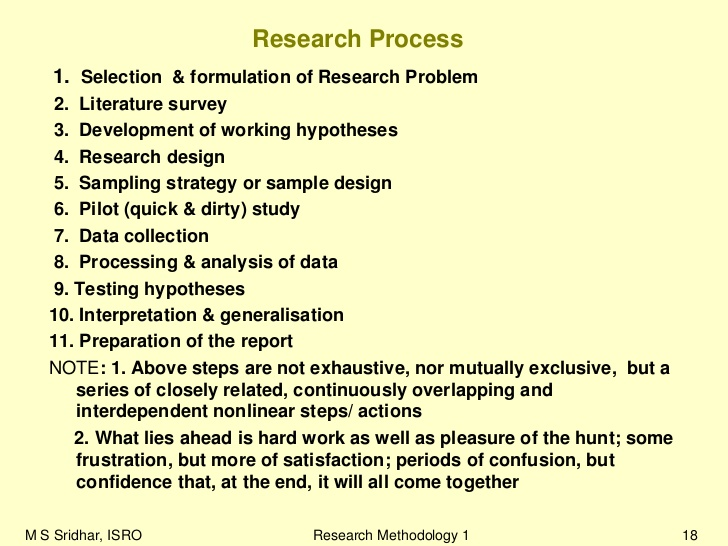 Research Process
1. Selection & formulation of Research Problem
2. Literature survey
3. Development of working hypotheses
4. Research design
5. Sampling strategy or sample design
6. Pilot (quick & dirty) study
7. Data collection
8. Processing & analysis of data
9. Testing hypotheses
10. Interpretation & generalisation
11. Preparation of the report
NOTE: 1. Above steps are not exhaustive, nor mutually exclusive, but a
series of closely related, continuously overlapping and
interdependent nonlinear steps/ actions
2. What lies ahead is hard work as well as pleasure of the hunt; some
frustration, but more of satisfaction; periods of confusion, but
confidence that, at the end, it will all come together
M S Sridhar, ISRO
Research Methodology 1
18